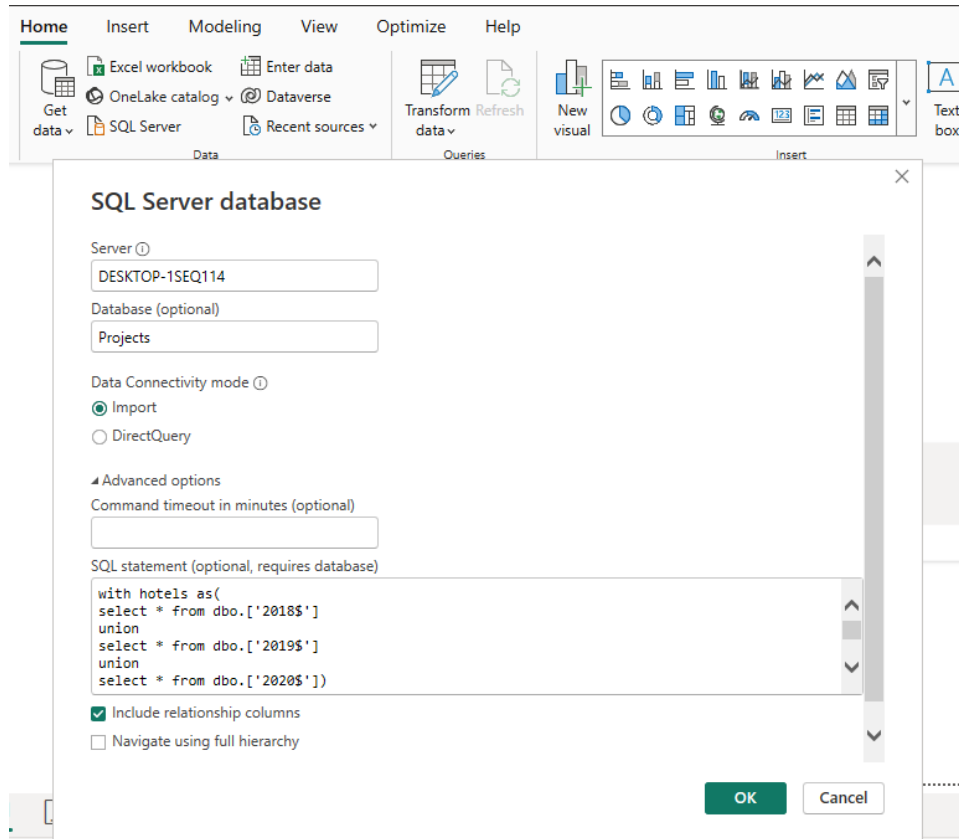 Home Insert Modeling View Optimize Help
Excel workbook Enter data
OneLake catalog Dataverse
SQL Server Recent sources
Get data
Transform data
Refresh
New visual
123
A
Text box
Data Queries Insert
SQL Server database
Server
DESKTOP-1SEQ114
Database (optional)
Projects
Data Connectivity mode
Import
DirectQuery
Advanced options
Command timeout in minutes (optional)
SQL statement (optional, requires database)
with hotels as(
select * from dbo.['2018$']
union
select * from dbo.['2019$']
union
select * from dbo.['2020$'])
Include relationship columns
Navigate using full hierarchy
OK Cancel